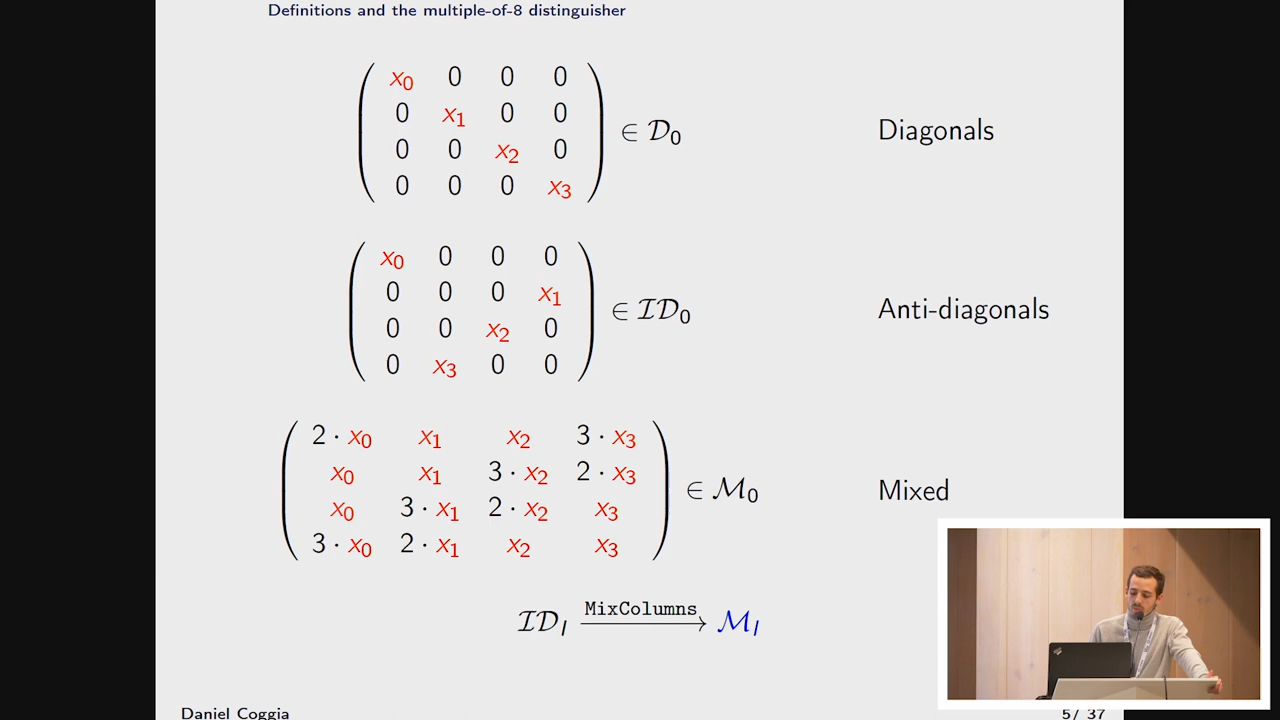 Definitions and the multiple-of-8 distinguisher
x₀ 0 0 0
0 x₁ 0 0
0 0 x₂ 0
0 0 0 x₃
∈ 𝒟₀
Diagonals
x₀ 0 0 0
0 0 0 x₁
0 0 x₂ 0
0 x₃ 0 0
∈ ℐ𝒟₀
Anti-diagonals
2 · x₀ x₁ x₂ 3 · x₃
x₀ x₁ 3 · x₂ 2 · x₃
x₀ 3 · x₁ 2 · x₂ x₃
3 · x₀ 2 · x₁ x₂ x₃
∈ ℳ₀
Mixed
ℐ𝒟_I MixColumns → ℳ_I
Daniel Coggia
5/ 37